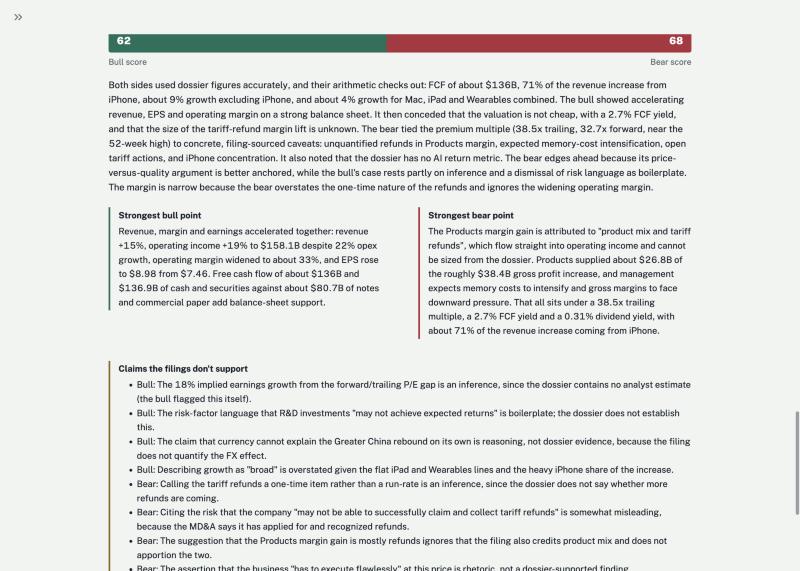 »
62
68
Bull score
Bear score
Both sides used dossier figures accurately, and their arithmetic checks out: FCF of about $136B, 71% of the revenue increase from
iPhone, about 9% growth excluding iPhone, and about 4% growth for Mac, iPad and Wearables combined. The bull showed accelerating
revenue, EPS and operating margin on a strong balance sheet. It then conceded that the valuation is not cheap, with a 2.7% FCF yield,
and that the size of the tariff-refund margin lift is unknown. The bear tied the premium multiple (38.5x trailing, 32.7x forward, near the
52-week high) to concrete, filing-sourced caveats: unquantified refunds in Products margin, expected memory-cost intensification, open
tariff actions, and iPhone concentration. It also noted that the dossier has no AI return metric. The bear edges ahead because its price-
versus-quality argument is better anchored, while the bull's case rests partly on inference and a dismissal of risk language as boilerplate.
The margin is narrow because the bear overstates the one-time nature of the refunds and ignores the widening operating margin.
Strongest bull point
Revenue, margin and earnings accelerated together: revenue
+15%, operating income +19% to $158.1B despite 22% opex
growth, operating margin widened to about 33%, and EPS rose
to $8.98 from $7.46. Free cash flow of about $136B and
$136.9B of cash and securities against about $80.7B of notes
and commercial paper add balance-sheet support.
Strongest bear point
The Products margin gain is attributed to "product mix and tariff
refunds", which flow straight into operating income and cannot
be sized from the dossier. Products supplied about $26.8B of
the roughly $38.4B gross profit increase, and management
expects memory costs to intensify and gross margins to face
downward pressure. That all sits under a 38.5x trailing
multiple, a 2.7% FCF yield and a 0.31% dividend yield, with
about 71% of the revenue increase coming from iPhone.
Claims the filings don't support
• Bull: The 18% implied earnings growth from the forward/trailing P/E gap is an inference, since the dossier contains no analyst estimate
(the bull flagged this itself).
• Bull: The risk-factor language that R&D investments "may not achieve expected returns" is boilerplate; the dossier does not establish
this.
• Bull: The claim that currency cannot explain the Greater China rebound on its own is reasoning, not dossier evidence, because the filing
does not quantify the FX effect.
• Bull: Describing growth as "broad" is overstated given the flat iPad and Wearables lines and the heavy iPhone share of the increase.
• Bear: Calling the tariff refunds a one-time item rather than a run-rate is an inference, since the dossier does not say whether more
refunds are coming.
• Bear: Citing the risk that the company "may not be able to successfully claim and collect tariff refunds" is somewhat misleading,
because the MD&A says it has applied for and recognized refunds.
• Bear: The suggestion that the Products margin gain is mostly refunds ignores that the filing also credits product mix and does not
apportion the two.
• Bear: The assertion that the business "has to execute flawlessly" at this price is rhetoric, not a dossier-supported finding.